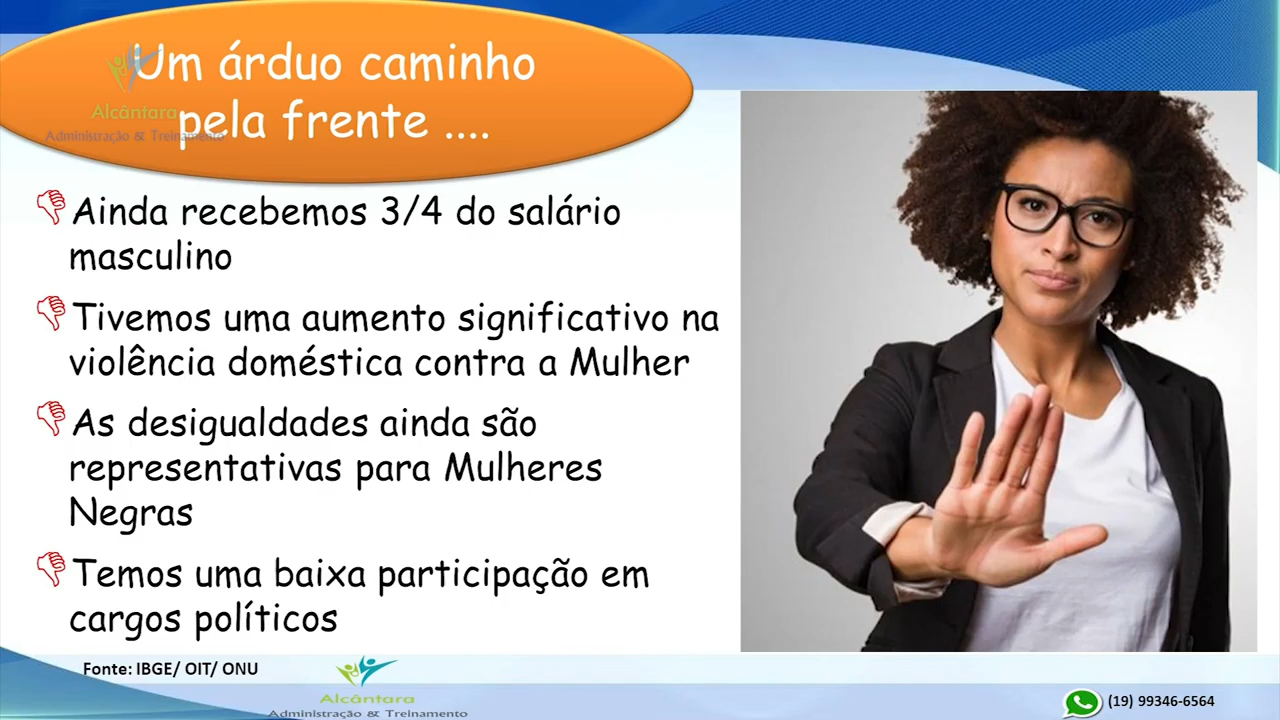 Um árduo caminho
pela frente ....
Alcântara
Administração & Treinamento
Ainda recebemos 3/4 do salário
masculino
Tivemos uma aumento significativo na
violência doméstica contra a Mulher
As desigualdades ainda são
representativas para Mulheres
Negras
Temos uma baixa participação em
cargos políticos
Fonte: IBGE/ OIT/ ONU
Alcântara
Administração & Treinamento
(19) 99346-6564